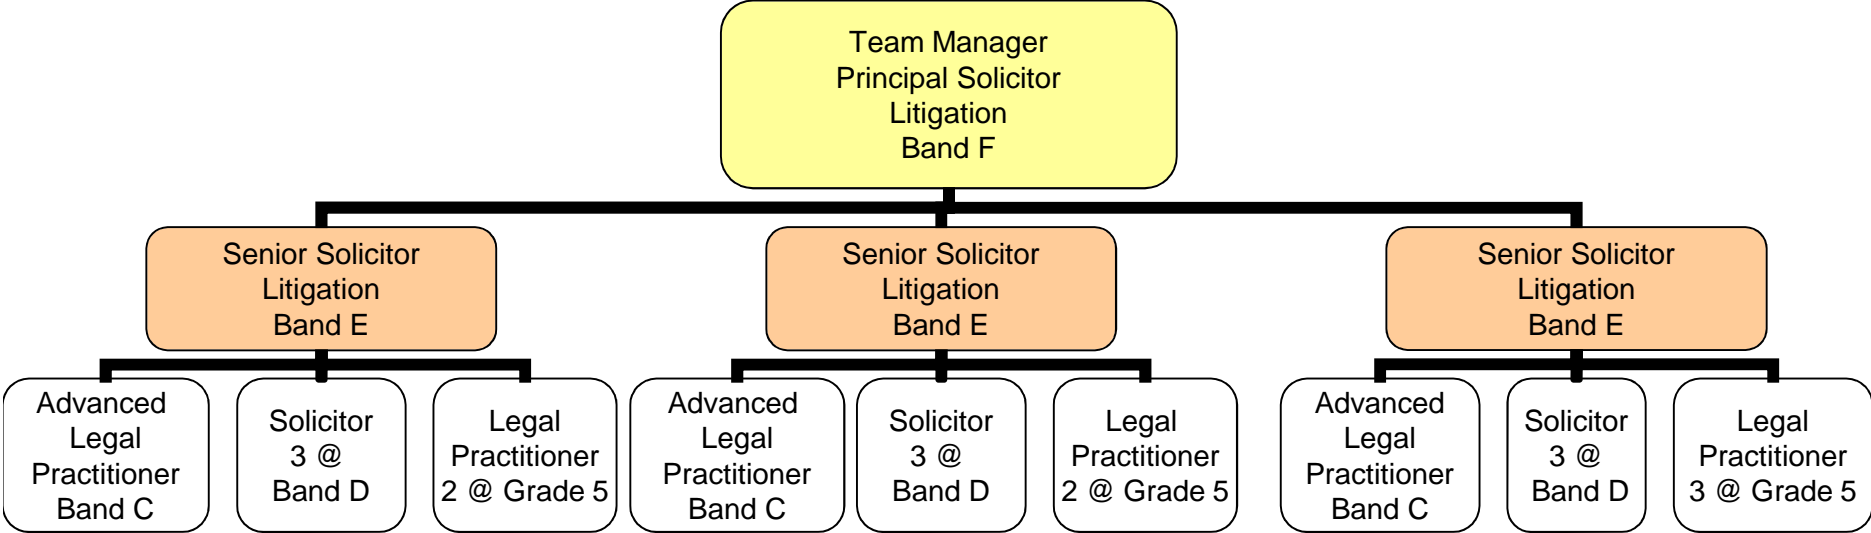 Team Manager
Principal Solicitor
Litigation
Band F
Senior Solicitor
Litigation
Band E
Senior Solicitor
Litigation
Band E
Senior Solicitor
Litigation
Band E
Advanced
Legal
Practitioner
Band C
Solicitor
3 @
Band D
Legal
Practitioner
2 @ Grade 5
Advanced
Legal
Practitioner
Band C
Solicitor
3 @
Band D
Legal
Practitioner
2 @ Grade 5
Advanced
Legal
Practitioner
Band C
Solicitor
3 @
Band D
Legal
Practitioner
3 @ Grade 5